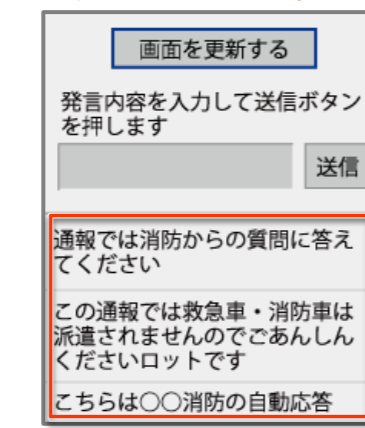 画面を更新する
発言内容を入力して送信ボタン
を押します
送信
通報では消防からの質問に答え
てください
この通報では救急車・消防車は
派遣されませんのでごあんしん
くださいロットです
こちらは〇〇消防の自動応答